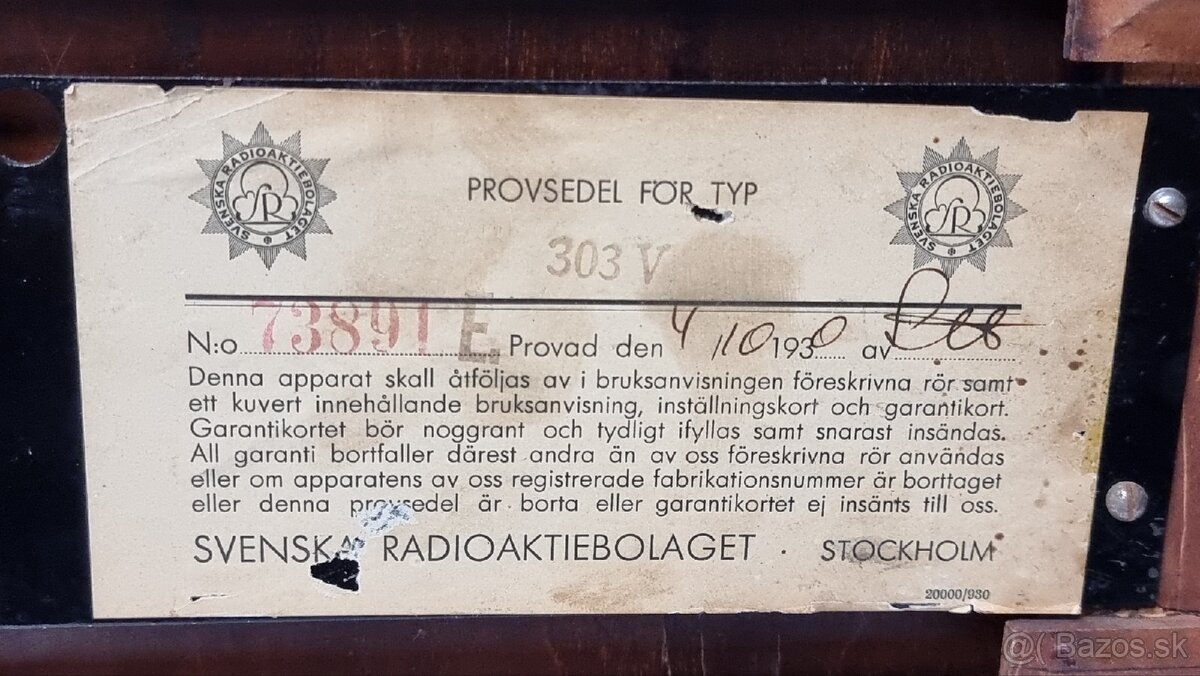 SVENSKA RADIOAKTIEBOLAGET
SR
PROVSEDEL FÖR TYP
SVENSKA RADIOAKTIEBOLAGET
SR
303 V
N:o 73891 E Provad den 4/10 1930 av
Denna apparat skall åtföljas av i bruksanvisningen föreskrivna rör samt
ett kuvert innehållande bruksanvisning, inställningskort och garantikort.
Garantikortet bör noggrant och tydligt ifyllas samt snarast insändas.
All garanti bortfaller därest andra än av oss föreskrivna rör användas
eller om apparatens av oss registrerade fabrikationsnummer är borttaget
eller denna provsedel är borta eller garantikortet ej insänts till oss.
SVENSKA RADIOAKTIEBOLAGET · STOCKHOLM
20000/930
@( Bazos.sk